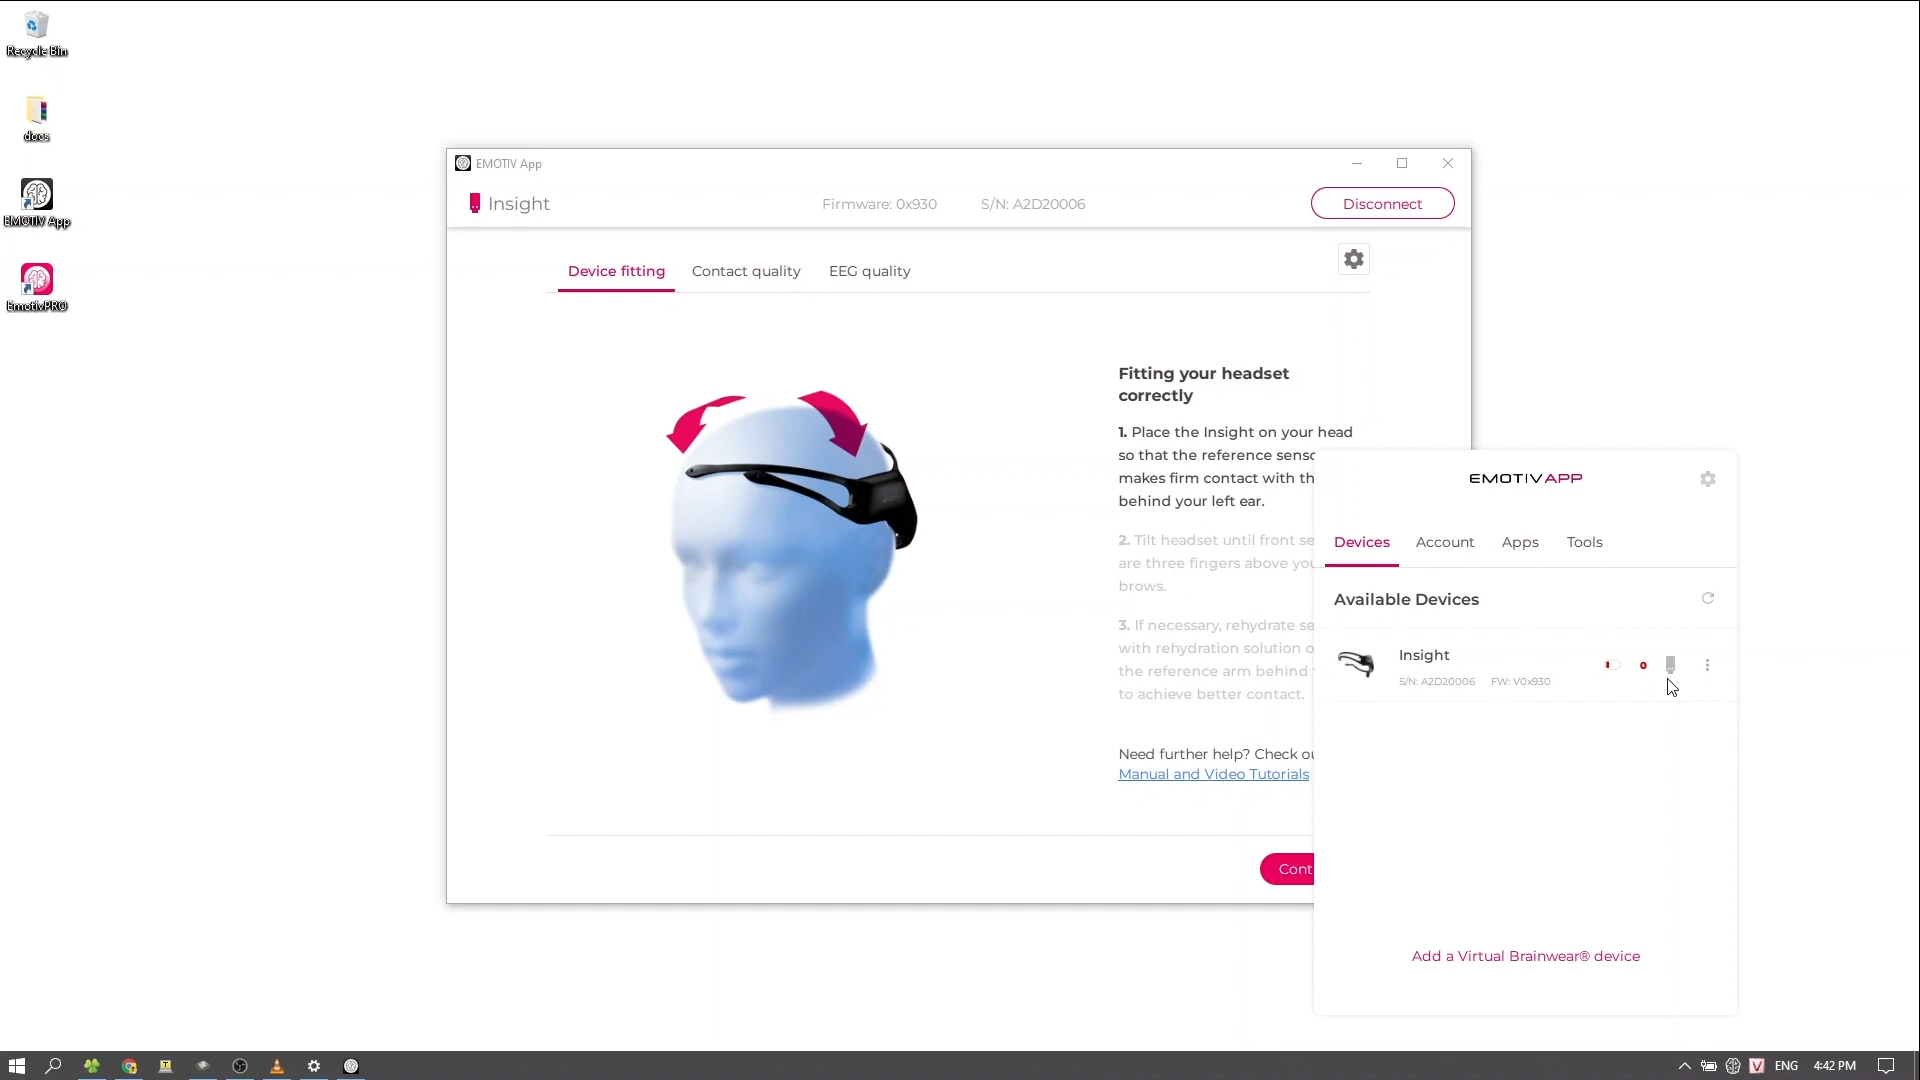 Recycle Bin
docs
EMOTIV App
EmotivPRO
EMOTIV App
Insight
Firmware: 0x930
S/N: A2D20006
Disconnect
Device fitting
Contact quality
EEG quality
Fitting your headset
correctly
1. Place the Insight on your head
so that the reference senso
makes firm contact with th
behind your left ear.
2. Tilt headset until front se
are three fingers above you
brows.
3. If necessary, rehydrate se
with rehydration solution o
the reference arm behind
to achieve better contact.
Need further help? Check ou
Manual and Video Tutorials
Cont
EMOTIVAPP
Devices
Account
Apps
Tools
Available Devices
Insight
0
S/N: A2D20006
FW: V0x930
Add a Virtual Brainwear® device
ENG
4:42 PM